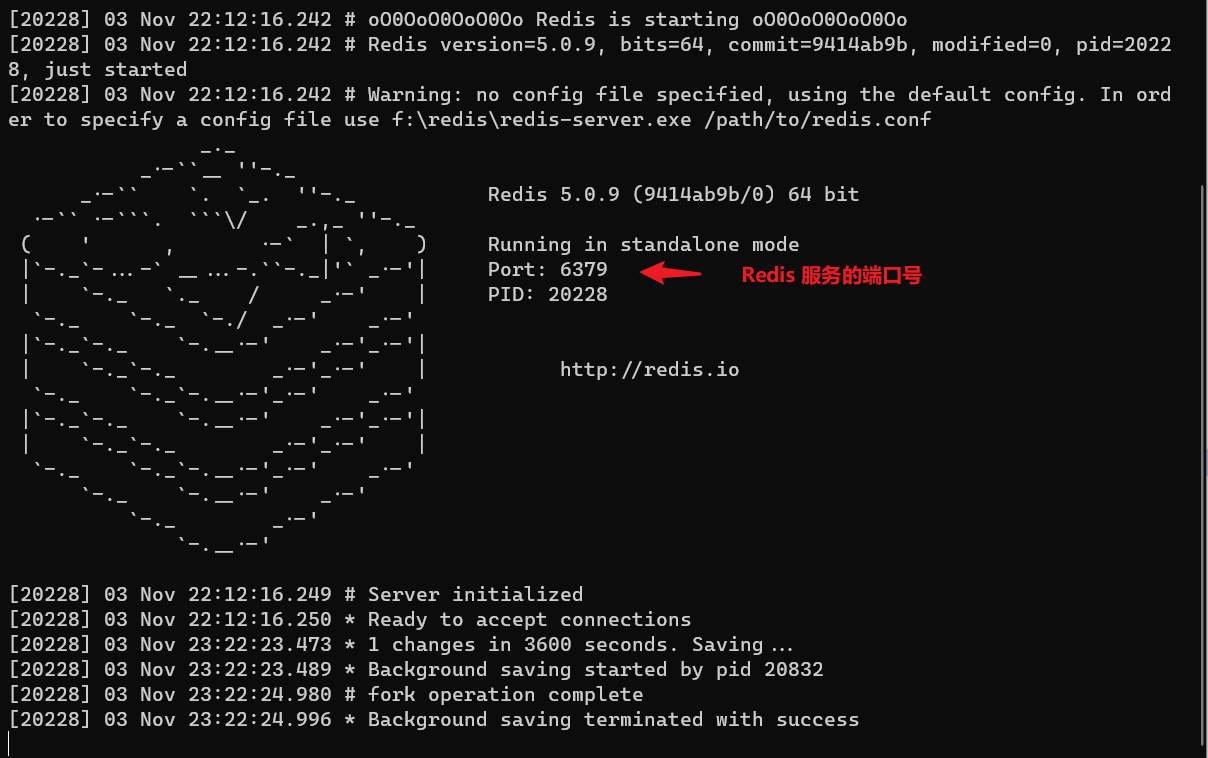 [20228] 03 Nov 22:12:16.242 # oO0OoO0OoO0Oo Redis is starting oO0OoO0OoO0Oo
[20228] 03 Nov 22:12:16.242 # Redis version=5.0.9, bits=64, commit=9414ab9b, modified=0, pid=2022
8, just started
[20228] 03 Nov 22:12:16.242 # Warning: no config file specified, using the default config. In ord
er to specify a config file use f:\redis\redis-server.exe /path/to/redis.conf
Redis 5.0.9 (9414ab9b/0) 64 bit
Running in standalone mode
Port: 6379 Redis 服务的端口号
PID: 20228
http://redis.io
[20228] 03 Nov 22:12:16.249 # Server initialized
[20228] 03 Nov 22:12:16.250 * Ready to accept connections
[20228] 03 Nov 23:22:23.473 * 1 changes in 3600 seconds. Saving...
[20228] 03 Nov 23:22:23.489 * Background saving started by pid 20832
[20228] 03 Nov 23:22:24.980 # fork operation complete
[20228] 03 Nov 23:22:24.996 * Background saving terminated with success